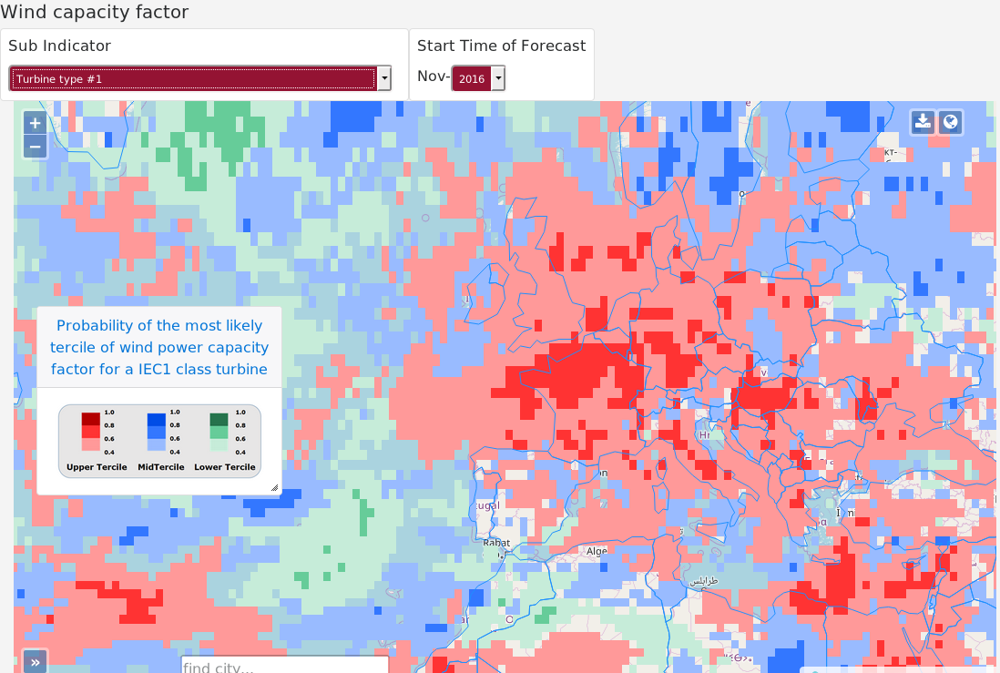 Wind capacity factor
Sub Indicator
Start Time of Forecast
Turbine type #1
Nov-
2016
+
−
кт-
Probability of the most likely
tercile of wind power capacity
factor for a IEC1 class turbine
1.0
0.8
0.6
0.4
Upper Tercile
1.0
0.8
0.6
0.4
MidTercile
1.0
0.8
0.6
0.4
Lower Tercile
Hr
tugal
Rabat
Alge
طرابلس
»
find city...